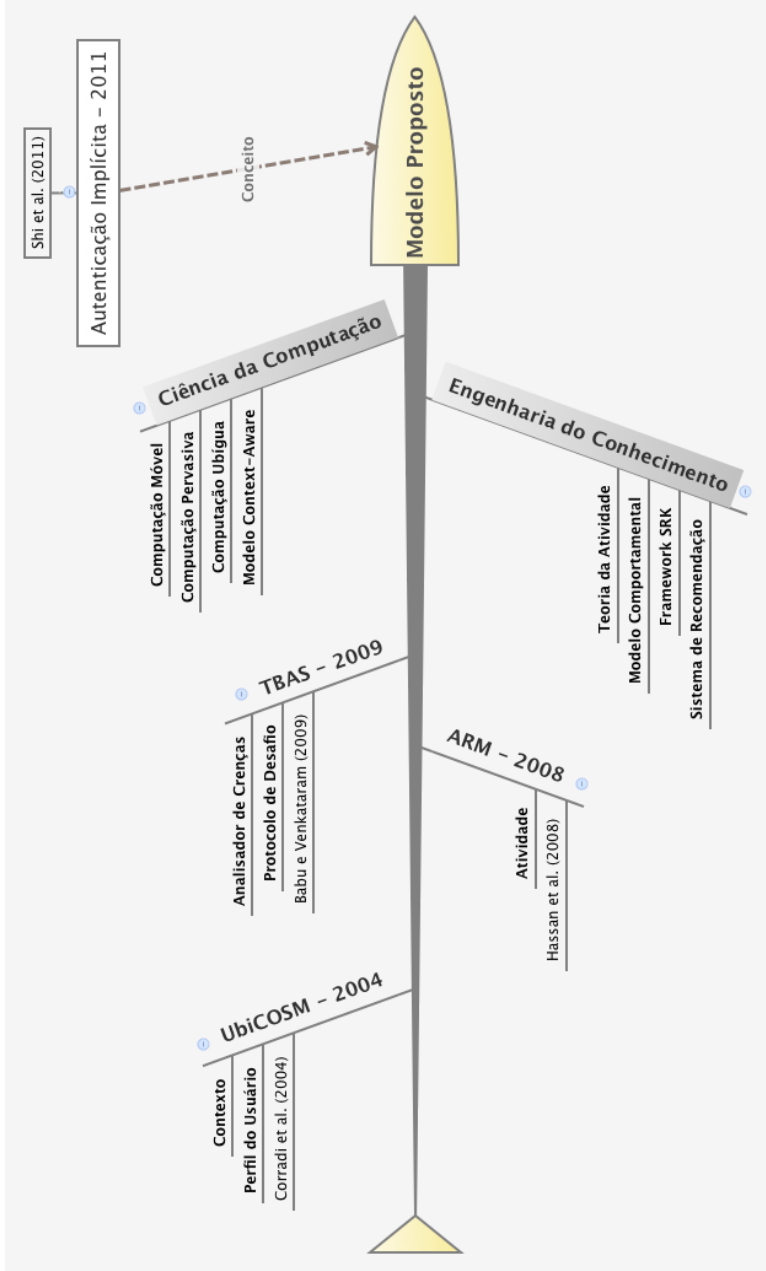 Shi et al. (2011)
Autenticação Implícita - 2011
Conceito
Modelo Proposto
Ciência da Computação
Computação Móvel
Computação Pervasiva
Computação Ubígua
Modelo Context-Aware
Engenharia do Conhecimento
Teoria da Atividade
Modelo Comportamental
Framework SRK
Sistema de Recomendação
TBAS - 2009
Analisador de Crenças
Protocolo de Desafio
Babu e Venkataram (2009)
ARM - 2008
Atividade
Hassan et al. (2008)
UbiCOSM - 2004
Contexto
Perfil do Usuário
Corradi et al. (2004)